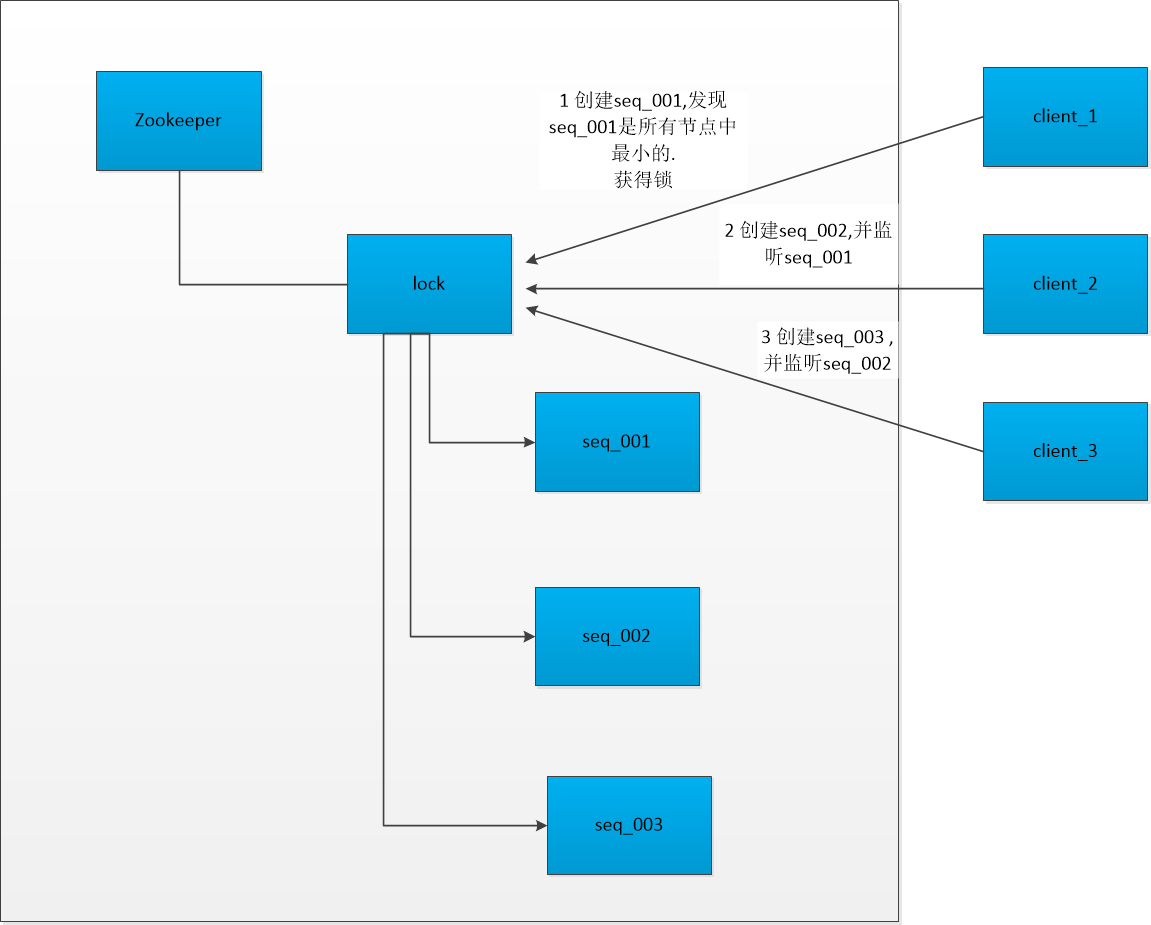 Zookeeper
1 创建seq_001,发现
seq_001是所有节点中
最小的.
获得锁
client_1
2 创建seq_002,并监
听seq_001
lock
client_2
3 创建seq_003 ,
并监听seq_002
client_3
seq_001
seq_002
seq_003